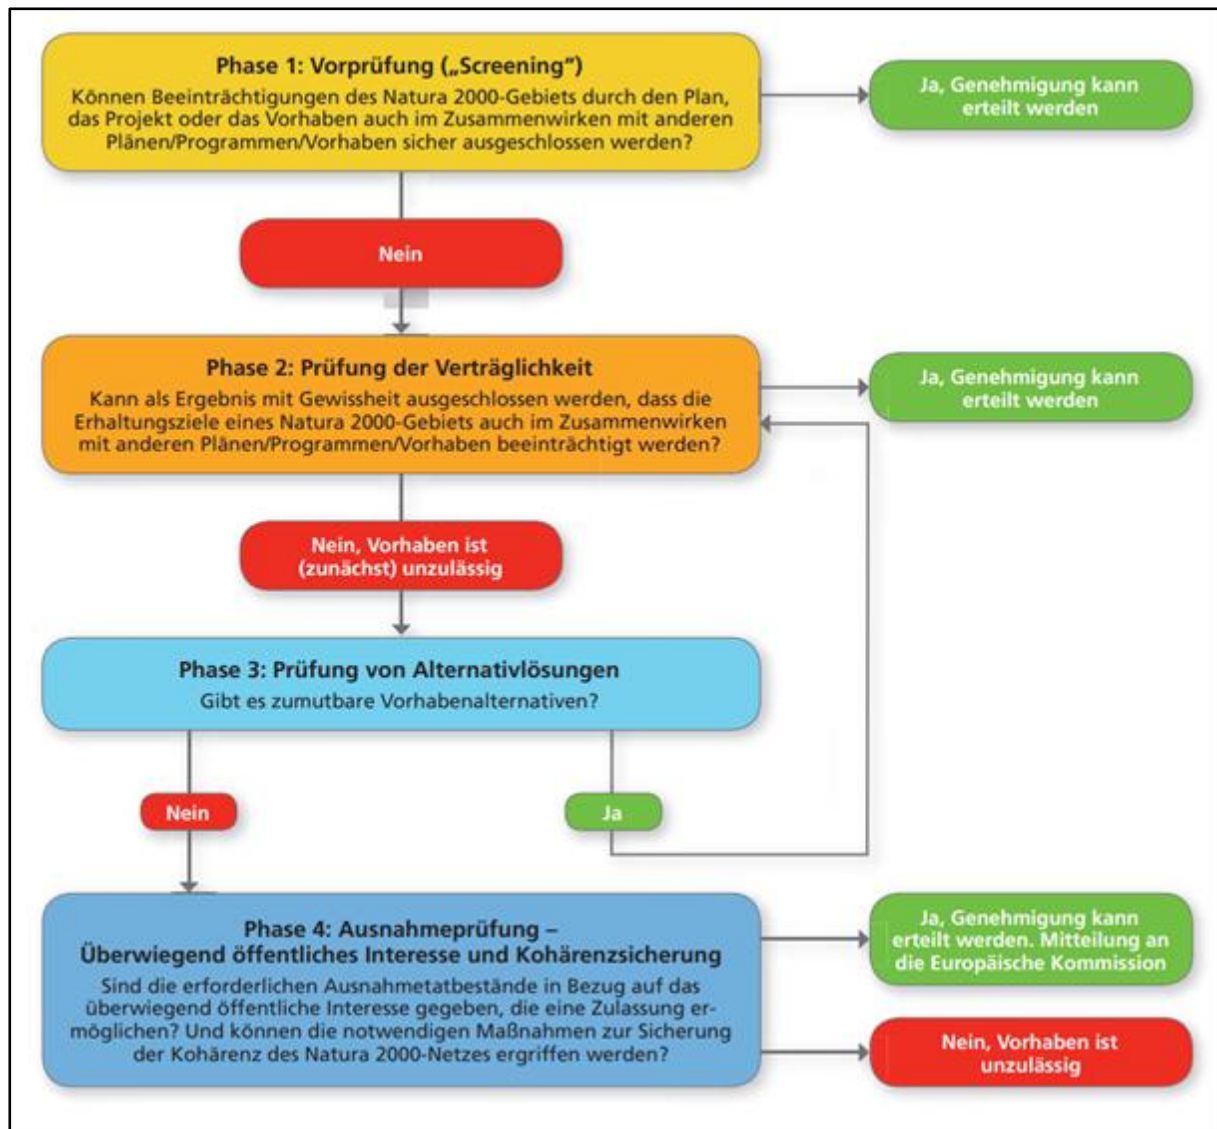 Phase 1: Vorprüfung („Screening“)
Können Beeinträchtigungen des Natura 2000-Gebiets durch den Plan,
das Projekt oder das Vorhaben auch im Zusammenwirken mit anderen
Plänen/Programmen/Vorhaben sicher ausgeschlossen werden?
Ja, Genehmigung kann
erteilt werden
Nein
Phase 2: Prüfung der Verträglichkeit
Kann als Ergebnis mit Gewissheit ausgeschlossen werden, dass die
Erhaltungsziele eines Natura 2000-Gebiets auch im Zusammenwirken
mit anderen Plänen/Programmen/Vorhaben beeinträchtigt werden?
Ja, Genehmigung kann
erteilt werden
Nein, Vorhaben ist
(zunächst) unzulässig
Phase 3: Prüfung von Alternativlösungen
Gibt es zumutbare Vorhabenalternativen?
Nein
Ja
Phase 4: Ausnahmeprüfung –
Überwiegend öffentliches Interesse und Kohärenzsicherung
Sind die erforderlichen Ausnahmetatbestände in Bezug auf das
überwiegend öffentliche Interesse gegeben, die eine Zulassung er-
möglichen? Und können die notwendigen Maßnahmen zur Sicherung
der Kohärenz des Natura 2000-Netzes ergriffen werden?
Ja, Genehmigung kann
erteilt werden. Mitteilung an
die Europäische Kommission
Nein, Vorhaben ist
unzulässig